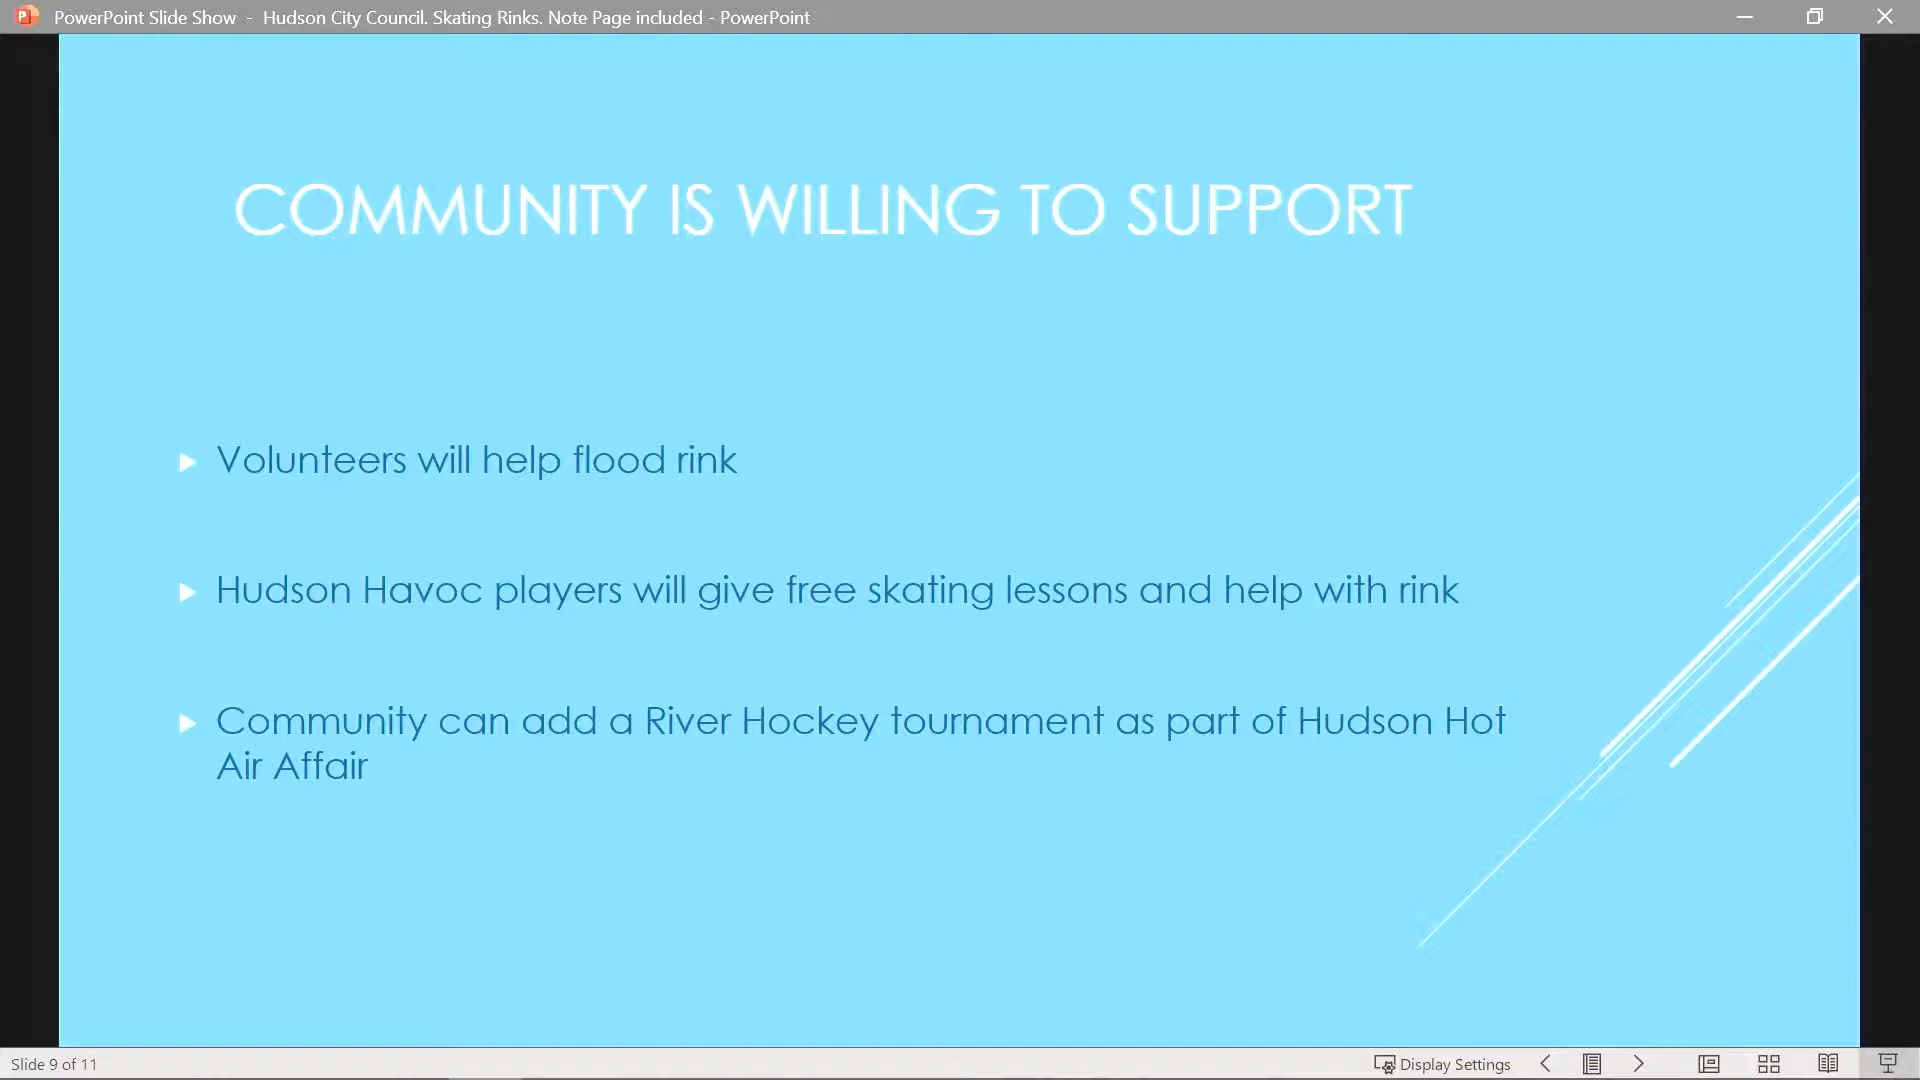 PowerPoint Slide Show - Hudson City Council. Skating Rinks. Note Page included - PowerPoint
COMMUNITY IS WILLING TO SUPPORT
Volunteers will help flood rink
Hudson Havoc players will give free skating lessons and help with rink
Community can add a River Hockey tournament as part of Hudson Hot
Air Affair
Slide 9 of 11
Display Settings